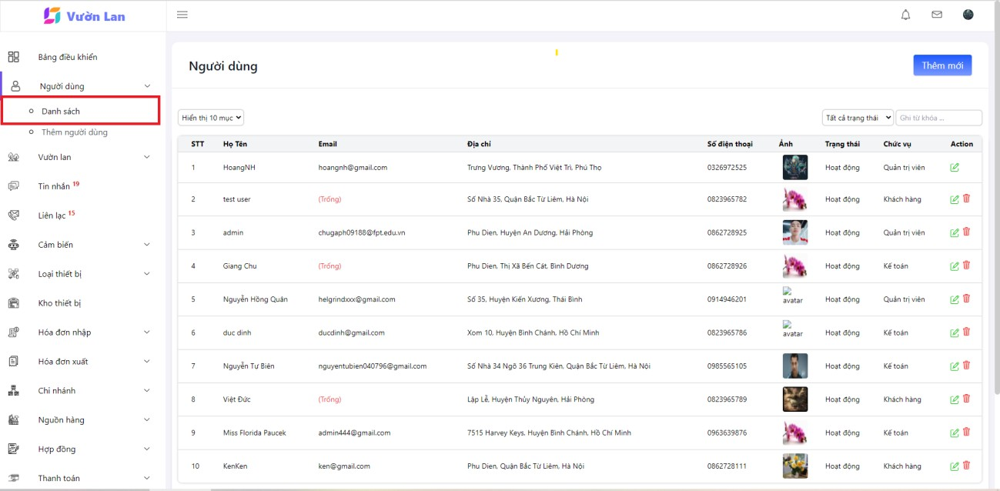 Vườn Lan
Bảng điều khiển
Người dùng
Danh sách
Thêm người dùng
Vườn lan
Tin nhắn 19
Liên lạc 15
Cảm biến
Loại thiết bị
Kho thiết bị
Hóa đơn nhập
Hóa đơn xuất
Chi nhánh
Nguồn hàng
Hợp đồng
Thanh toán
Người dùng
Thêm mới
Hiển thị 10 mục
Tất cả trạng thái
Ghi từ khóa ...
STT Họ Tên Email Địa chỉ Số điện thoại Ảnh Trạng thái Chức vụ Action
1 HoangNH hoangnh@gmail.com Trưng Vương, Thành Phố Việt Trì, Phú Thọ 0326972525 Hoạt động Quản trị viên
2 test user (Trống) Số Nhà 35, Quận Bắc Từ Liêm, Hà Nội 0823965782 Hoạt động Khách hàng
3 admin chugaph09188@fpt.edu.vn Phu Dien, Huyện An Dương, Hải Phòng 0862728925 Hoạt động Quản trị viên
4 Giang Chu (Trống) Phu Dien, Thị Xã Bến Cát, Bình Dương 0862728926 Hoạt động Kế toán
5 Nguyễn Hồng Quân helgrindxxx@gmail.com Số 35, Huyện Kiến Xương, Thái Bình 0914946201 avatar Hoạt động Quản trị viên
6 duc dinh ducdinh@gmail.com Xom 10, Huyện Bình Chánh, Hồ Chí Minh 0823965786 avatar Hoạt động Kế toán
7 Nguyễn Tự Biên nguyentubien040796@gmail.com Số Nhà 34 Ngõ 36 Trung Kiên, Quận Bắc Từ Liêm, Hà Nội 0985565105 Hoạt động Kế toán
8 Việt Đức (Trống) Lập Lễ, Huyện Thủy Nguyên, Hải Phòng 0823965789 Hoạt động Khách hàng
9 Miss Florida Paucek admin444@gmail.com 7515 Harvey Keys, Huyện Bình Chánh, Hồ Chí Minh 0963639876 Hoạt động Kế toán
10 KenKen ken@gmail.com Phu Dien, Quận Bắc Từ Liêm, Hà Nội 0862728111 Hoạt động Khách hàng